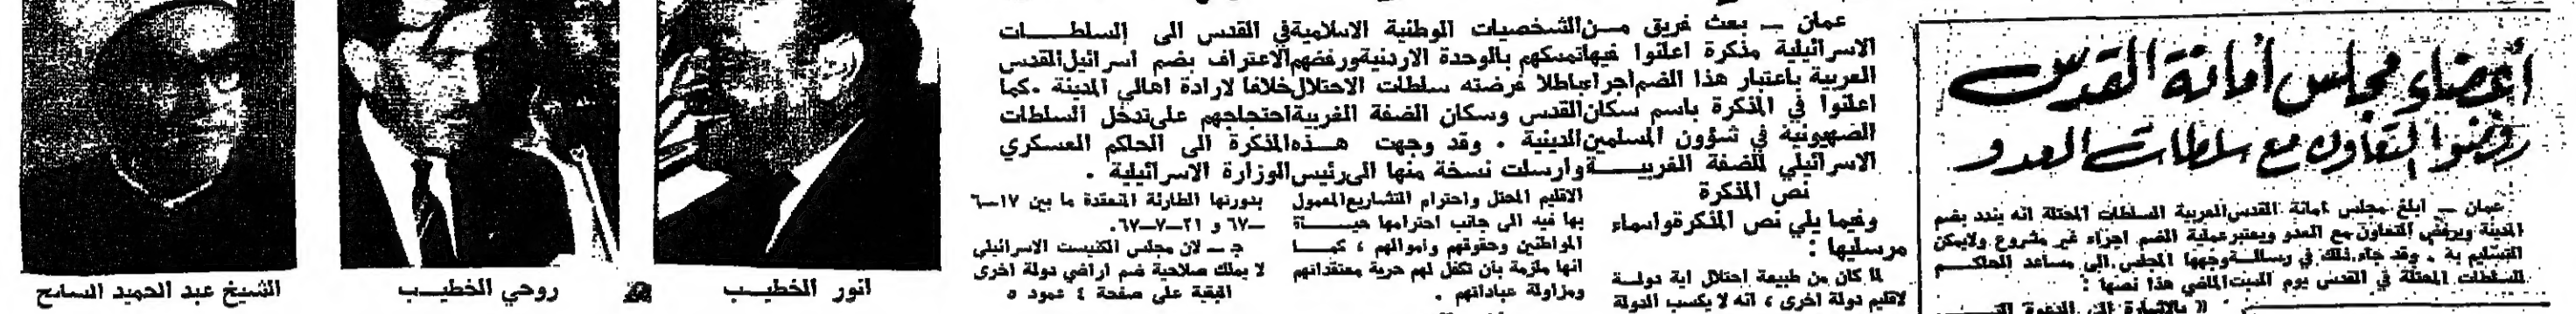 أعضاء مجلس أمانة القدس
رفضوا التعاون مع سلطات العدو
عمان — ابلغ مجلس امانة القدس العربية السلطات المحتلة انه يندد بضم
المدينة ويرفض التعاون مع العدو ويعتبر عملية الضم اجراء غير مشروع ولايمكن
التسليم به . وقد جاء ذلك في رسالة وجهها المجلس الى مساعد الحاكم
للسلطات المحتلة في القدس يوم السبت الماضي هذا نصها :
" بالاشارة الى الدعوة
عمان — بعث فريق من الشخصيات الوطنية الاسلامية في القدس الى السلطات
الاسرائيلية مذكرة اعلنوا فيها تمسكهم بالوحدة الاردنية ورفضهم الاعتراف بضم اسرائيل القدس
العربية باعتبار هذا الضم اجراء باطلا فرضته سلطات الاحتلال خلافا لارادة اهالي المدينة . كما
اعلنوا في المذكرة باسم سكان القدس وسكان الضفة الغربية احتجاجهم على تدخل السلطات
الصهيونية في شؤون المسلمين الدينية . وقد وجهت هذه المذكرة الى الحاكم العسكري
الاسرائيلي للضفة الغربية وارسلت نسخة منها الى رئيس الوزارة الاسرائيلية .
نص المذكرة
وفيما يلي نص المذكرة واسماء
مرسليها :
لما كان من طبيعة احتلال اية دولة
لاقليم دولة اخرى ، انه لا يكسب الدولة
الاقليم المحتل واحترام التشاريع المعمول
بها فيه الى جانب احترامها حياة
المواطنين وحقوقهم واموالهم ، كما
انها ملزمة بان تكفل لهم حرية معتقداتهم
ومزاولة عباداتهم .
بدورتها الطارئة المنعقدة ما بين ١٧—٦
—٦٧ و ٢١—٧—٦٧.
ج — لان مجلس الكنيست الاسرائيلي
لا يملك صلاحية ضم اراضي دولة اخرى
البقية على صفحة ٤ عمود ٥
انور الخطيب
روحي الخطيب
الشيخ عبد الحميد السايح